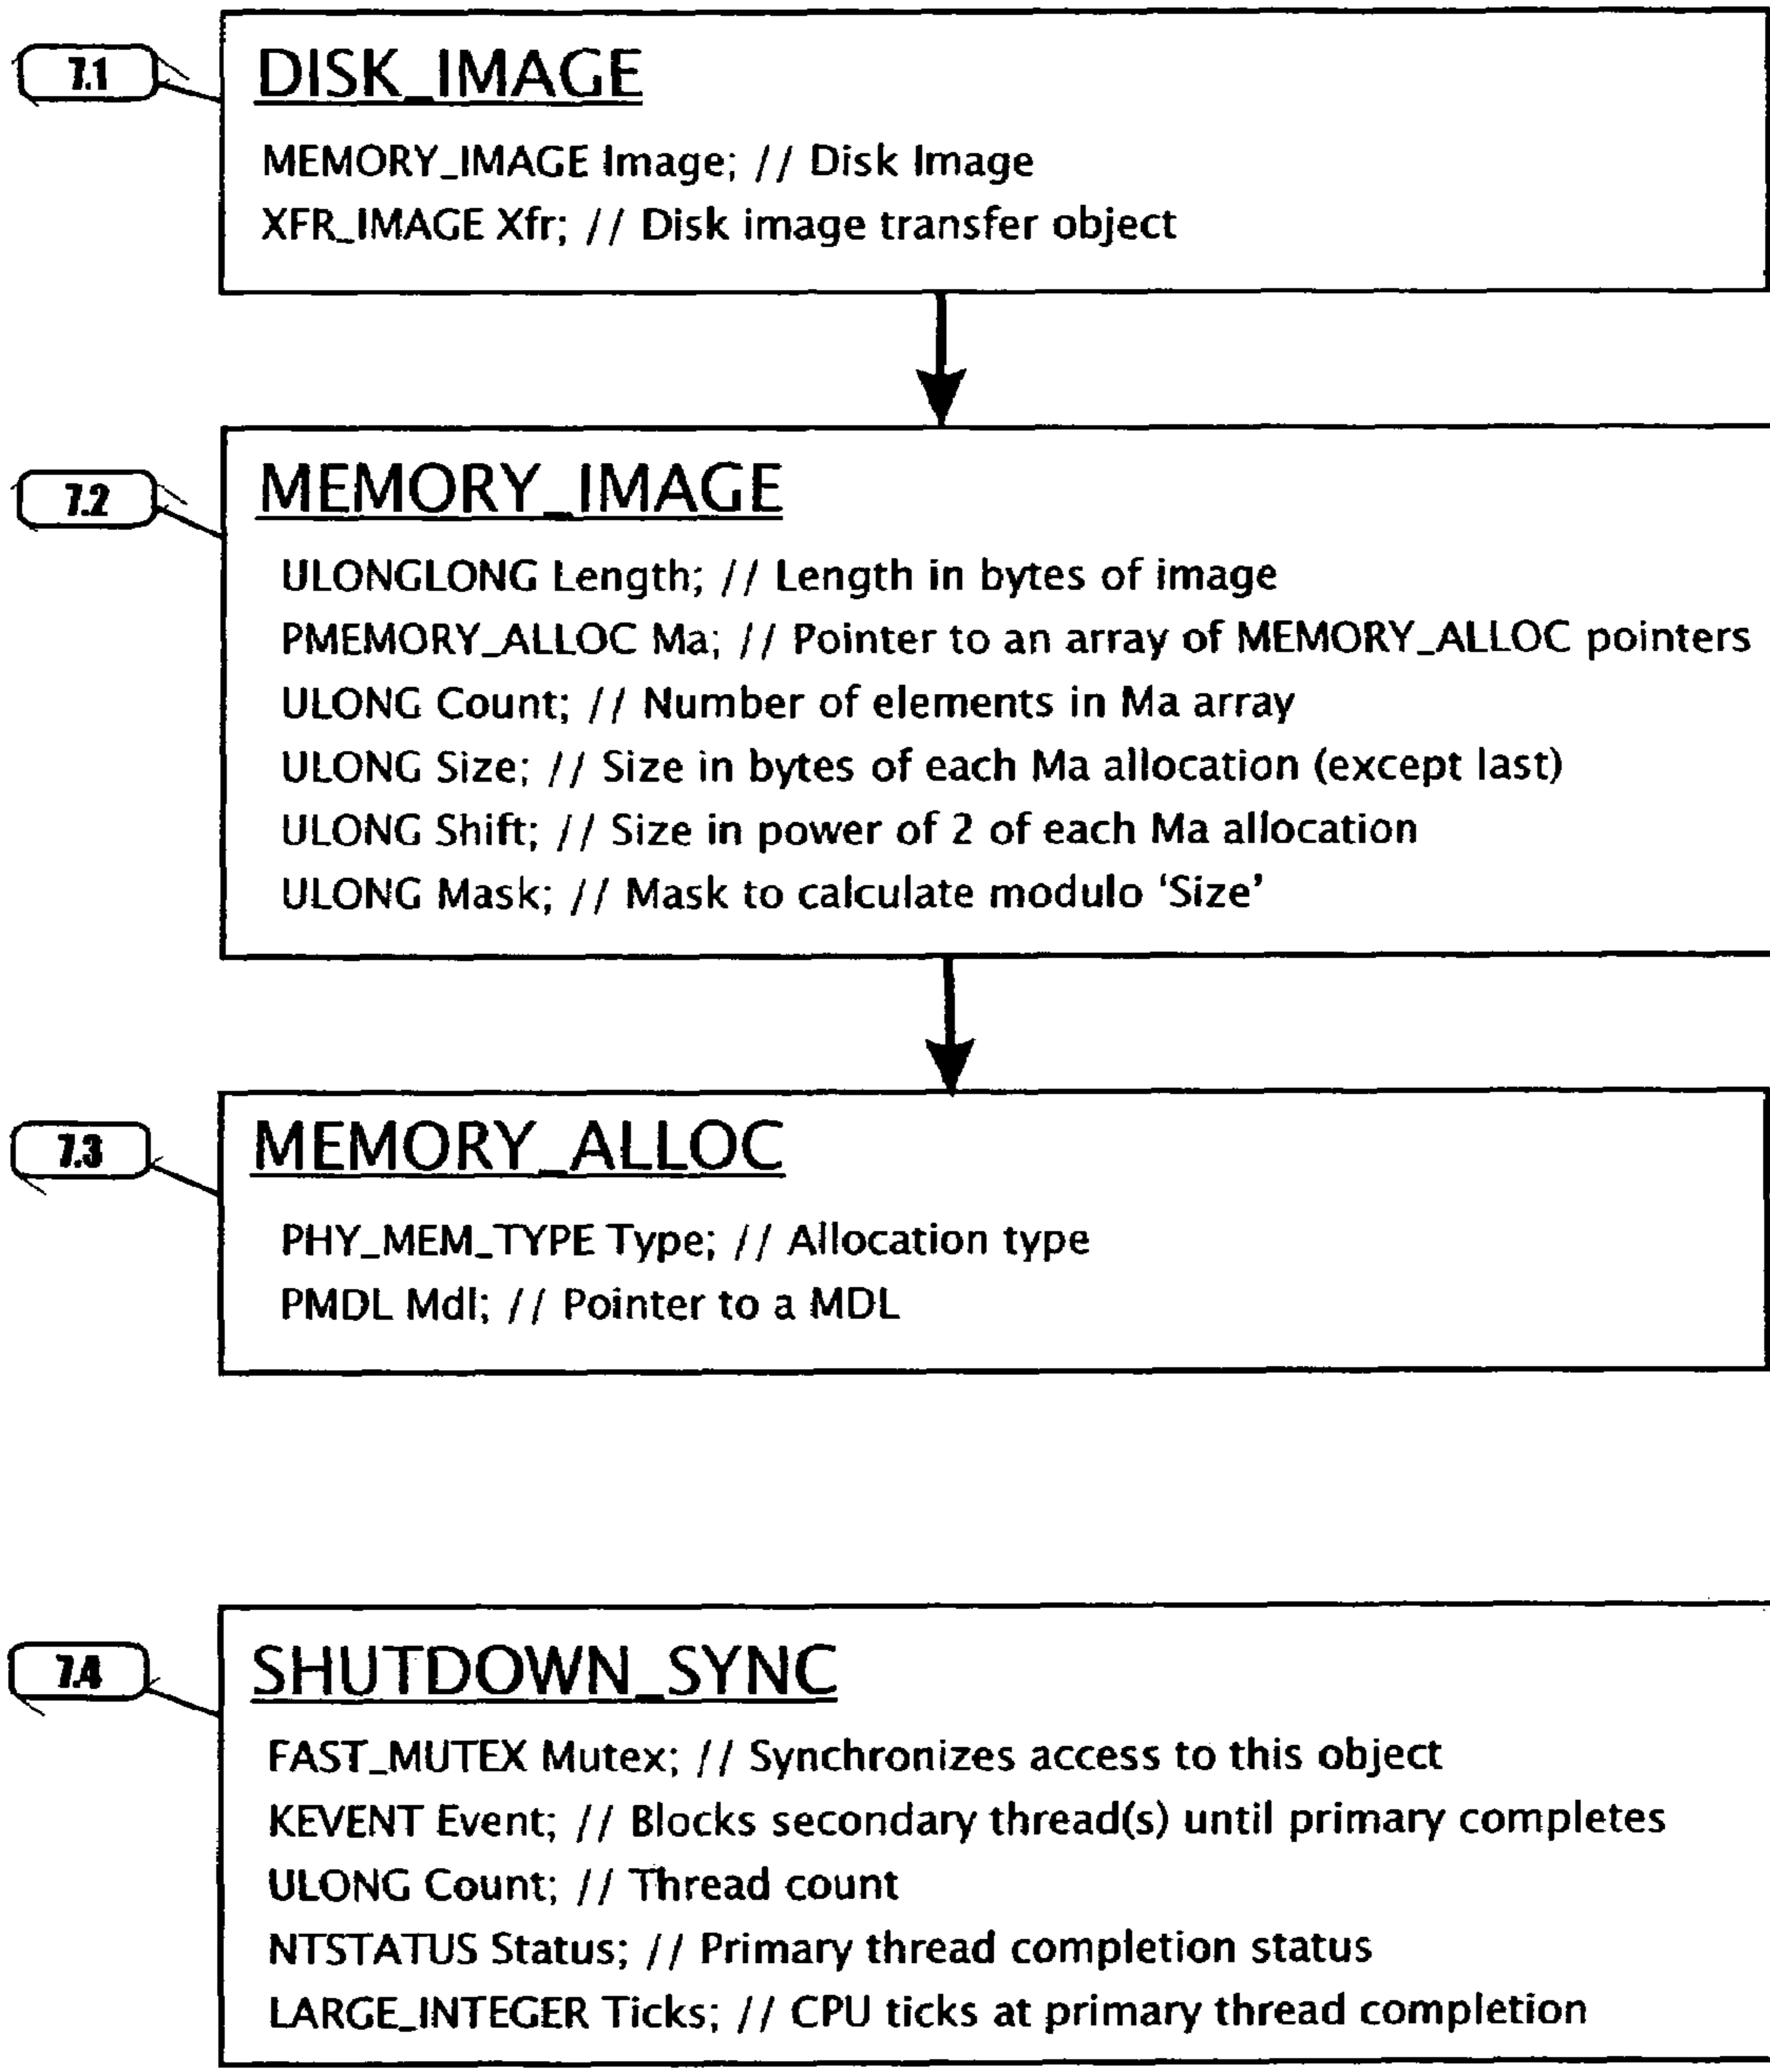 7.1
DISK_IMAGE
MEMORY_IMAGE Image; // Disk Image
XFR_IMAGE Xfr; // Disk image transfer object
7.2
MEMORY_IMAGE
ULONGLONG Length; // Length in bytes of image
PMEMORY_ALLOC Ma; // Pointer to an array of MEMORY_ALLOC pointers
ULONG Count; // Number of elements in Ma array
ULONG Size; // Size in bytes of each Ma allocation (except last)
ULONG Shift; // Size in power of 2 of each Ma allocation
ULONG Mask; // Mask to calculate modulo ‘Size’
7.3
MEMORY_ALLOC
PHY_MEM_TYPE Type; // Allocation type
PMDL Mdl; // Pointer to a MDL
7.4
SHUTDOWN_SYNC
FAST_MUTEX Mutex; // Synchronizes access to this object
KEVENT Event; // Blocks secondary thread(s) until primary completes
ULONG Count; // Thread count
NTSTATUS Status; // Primary thread completion status
LARGE_INTEGER Ticks; // CPU ticks at primary thread completion